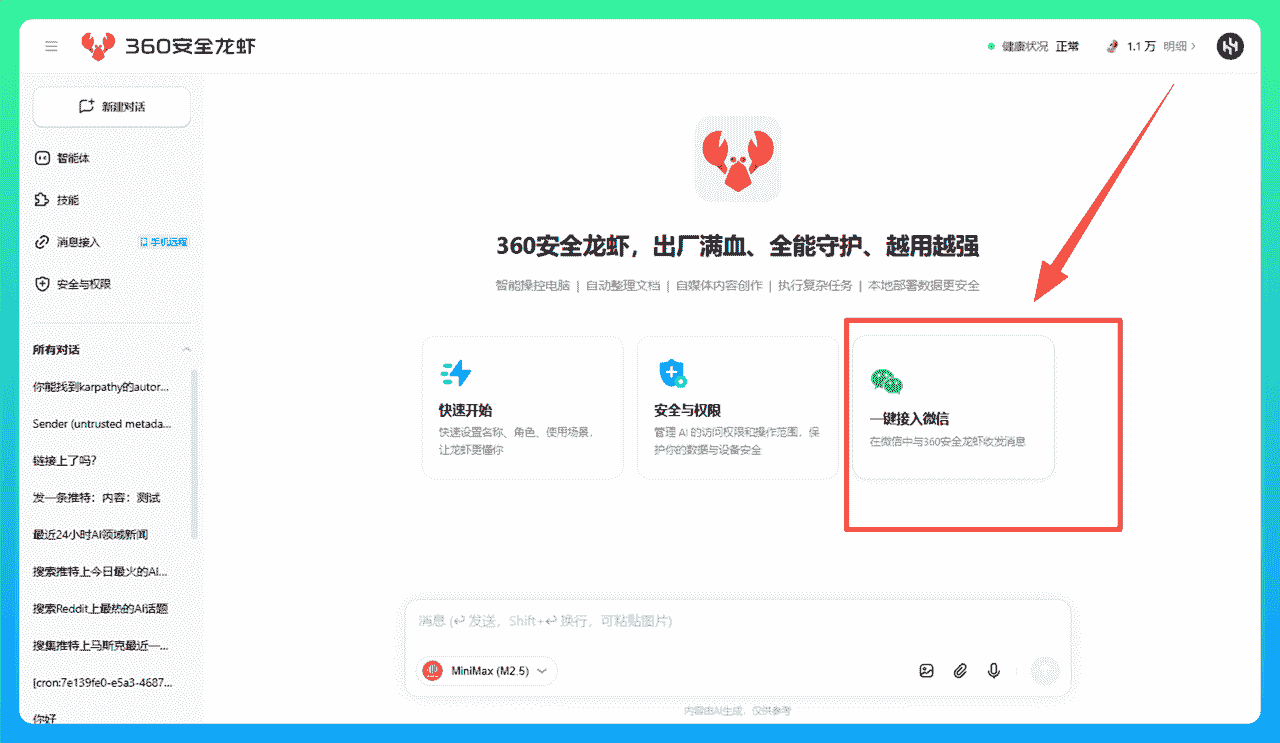 360安全龙虾
健康状况 正常
1.1 万 明细 >
新建对话
智能体
技能
消息接入 手机远程
安全与权限
所有对话
你能找到karpathy的autor...
Sender (untrusted metada...
链接上了吗?
发一条推特：内容：测试
最近24小时AI领域新闻
搜索推特上今日最火的AI...
搜索Reddit上最热的AI话题
搜集推特上马斯克最近一...
[cron:7e139fe0-e5a3-4687...
你好
360安全龙虾，出厂满血、全能守护、越用越强
智能操控电脑 | 自动整理文档 | 自媒体内容创作 | 执行复杂任务 | 本地部署数据更安全
快速开始
快速设置名称、角色、使用场景，
让龙虾更懂你
安全与权限
管理 AI 的访问权限和操作范围，保
护你的数据与设备安全
一键接入微信
在微信中与360安全龙虾收发消息
消息 (↵ 发送，Shift+↵ 换行，可粘贴图片)
MiniMax (M2.5)
内容由AI生成，仅供参考